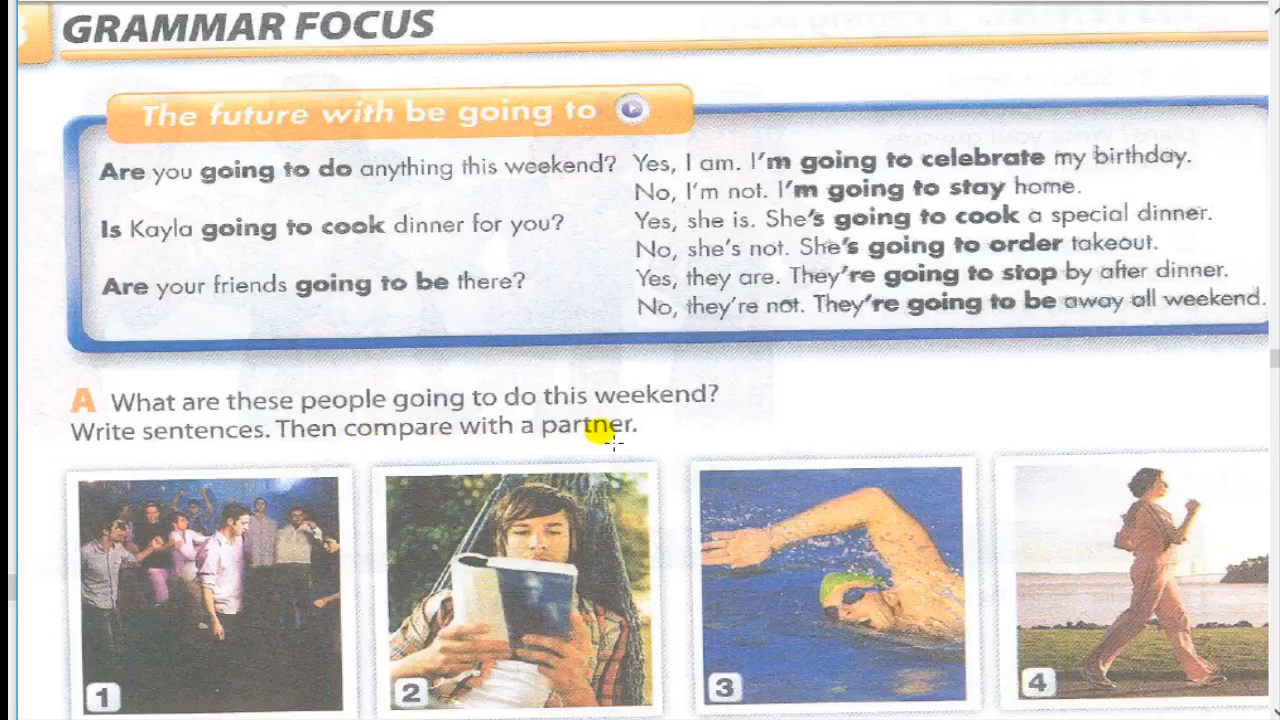 GRAMMAR FOCUS
The future with be going to
Are you going to do anything this weekend?
Yes, I am. I'm going to celebrate my birthday.
No, I'm not. I'm going to stay home.
Is Kayla going to cook dinner for you?
Yes, she is. She's going to cook a special dinner.
No, she's not. She's going to order takeout.
Are your friends going to be there?
Yes, they are. They're going to stop by after dinner.
No, they're not. They're going to be away all weekend.
A What are these people going to do this weekend?
Write sentences. Then compare with a partner.
1
2
3
4